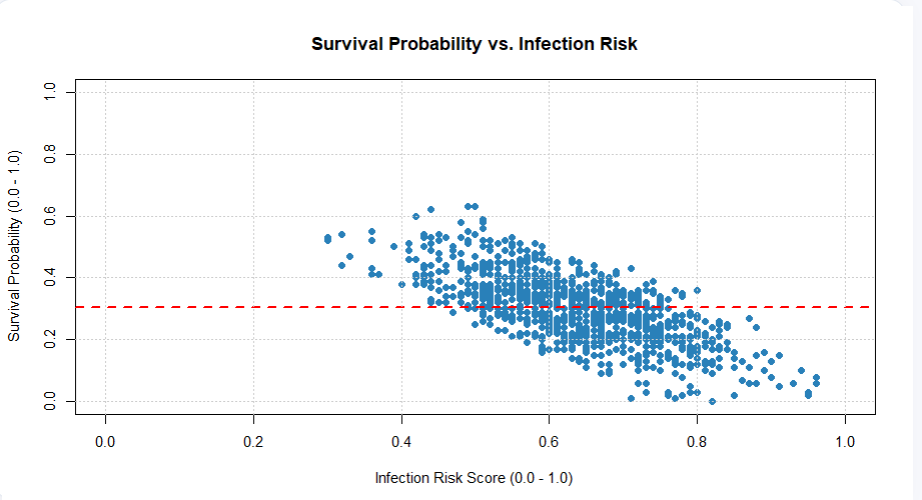 Survival Probability vs. Infection Risk
Survival Probability (0.0 - 1.0)
1.0
0.8
0.6
0.4
0.2
0.0
0.0 0.2 0.4 0.6 0.8 1.0
Infection Risk Score (0.0 - 1.0)